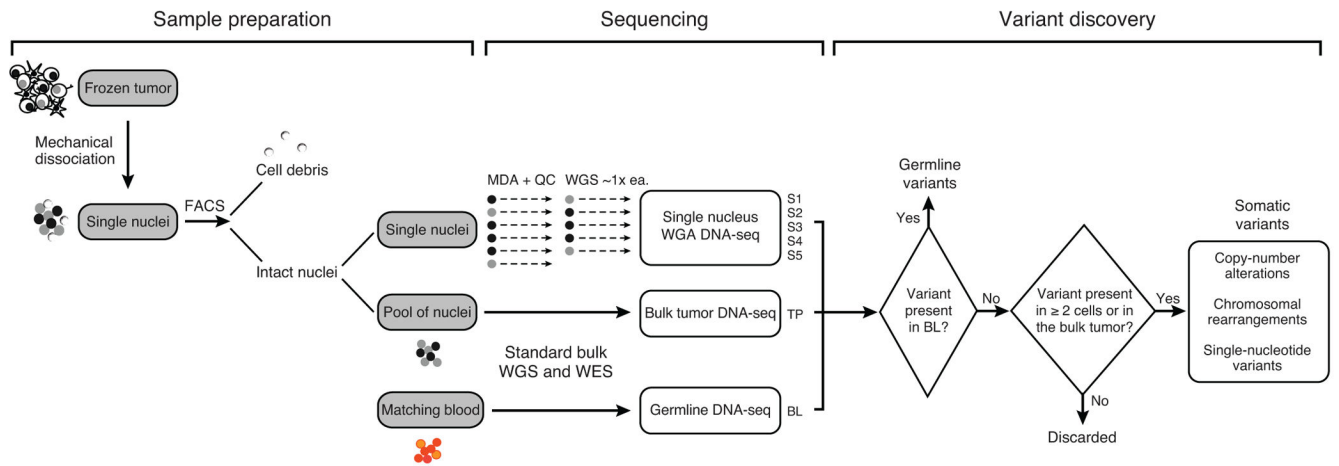 Sample preparation
Sequencing
Variant discovery
Frozen tumor
Mechanical
dissociation
Single nuclei
FACS
Cell debris
Intact nuclei
Single nuclei
Pool of nuclei
Matching blood
MDA + QC
WGS ~1x ea.
Single nucleus
WGA DNA-seq
S1
S2
S3
S4
S5
Bulk tumor DNA-seq
TP
Standard bulk
WGS and WES
Germline DNA-seq
BL
Germline
variants
Yes
Variant
present
in BL?
No
Variant present
in ≥ 2 cells or in
the bulk tumor?
Yes
No
Discarded
Somatic
variants
Copy-number
alterations
Chromosomal
rearrangements
Single-nucleotide
variants